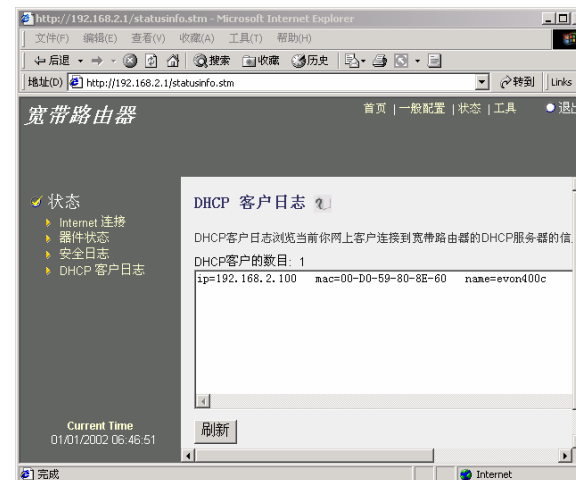 http://192.168.2.1/statusinfo.stm - Microsoft Internet Explorer
文件(F) 编辑(E) 查看(V) 收藏(A) 工具(T) 帮助(H)
后退 搜索 收藏 历史
地址(D) http://192.168.2.1/statusinfo.stm 转到 Links
宽带路由器
首页 | 一般配置 | 状态 | 工具 退出
状态
Internet 连接
器件状态
安全日志
DHCP 客户日志
DHCP 客户日志
DHCP客户日志浏览当前你网上客户连接到宽带路由器的DHCP服务器的信
DHCP客户的数目: 1
ip=192.168.2.100 mac=00-D0-59-80-8E-60 name=evon400c
刷新
Current Time
01/01/2002 06:46:51
完成
Internet